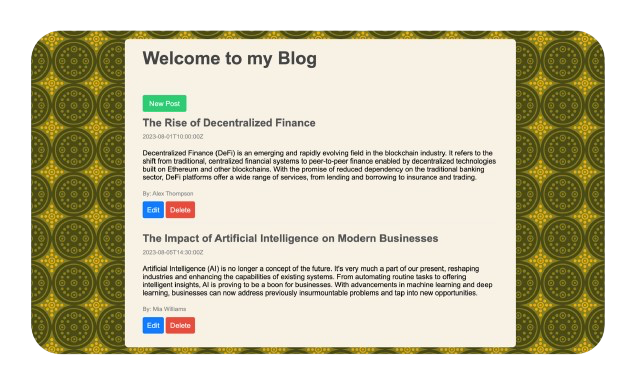 Welcome to my Blog
New Post
The Rise of Decentralized Finance
2023-08-01T10:00:00Z
Decentralized Finance (DeFi) is an emerging and rapidly evolving field in the blockchain industry. It refers to the
shift from traditional, centralized financial systems to peer-to-peer finance enabled by decentralized technologies
built on Ethereum and other blockchains. With the promise of reduced dependency on the traditional banking
sector, DeFi platforms offer a wide range of services, from lending and borrowing to insurance and trading.
By: Alex Thompson
Edit Delete
The Impact of Artificial Intelligence on Modern Businesses
2023-08-05T14:30:00Z
Artificial Intelligence (AI) is no longer a concept of the future. It's very much a part of our present, reshaping
industries and enhancing the capabilities of existing systems. From automating routine tasks to offering
intelligent insights, AI is proving to be a boon for businesses. With advancements in machine learning and deep
learning, businesses can now address previously insurmountable problems and tap into new opportunities.
By: Mia Williams
Edit Delete